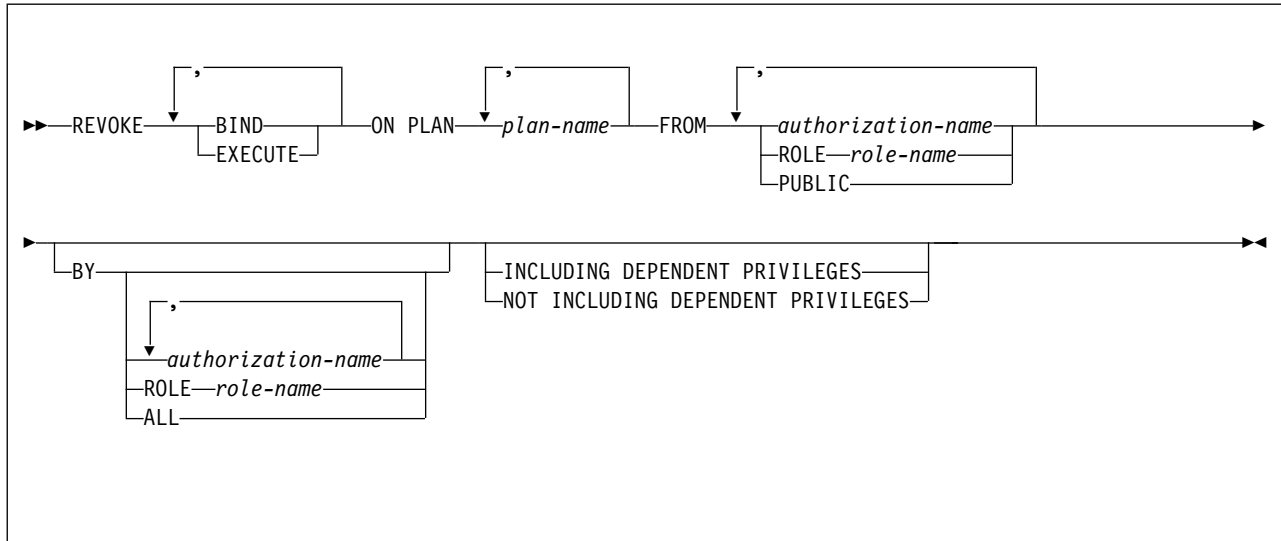 , , ,
REVOKE BIND ON PLAN plan-name FROM authorization-name
EXECUTE ROLE role-name
PUBLIC
BY INCLUDING DEPENDENT PRIVILEGES
, NOT INCLUDING DEPENDENT PRIVILEGES
authorization-name
ROLE role-name
ALL